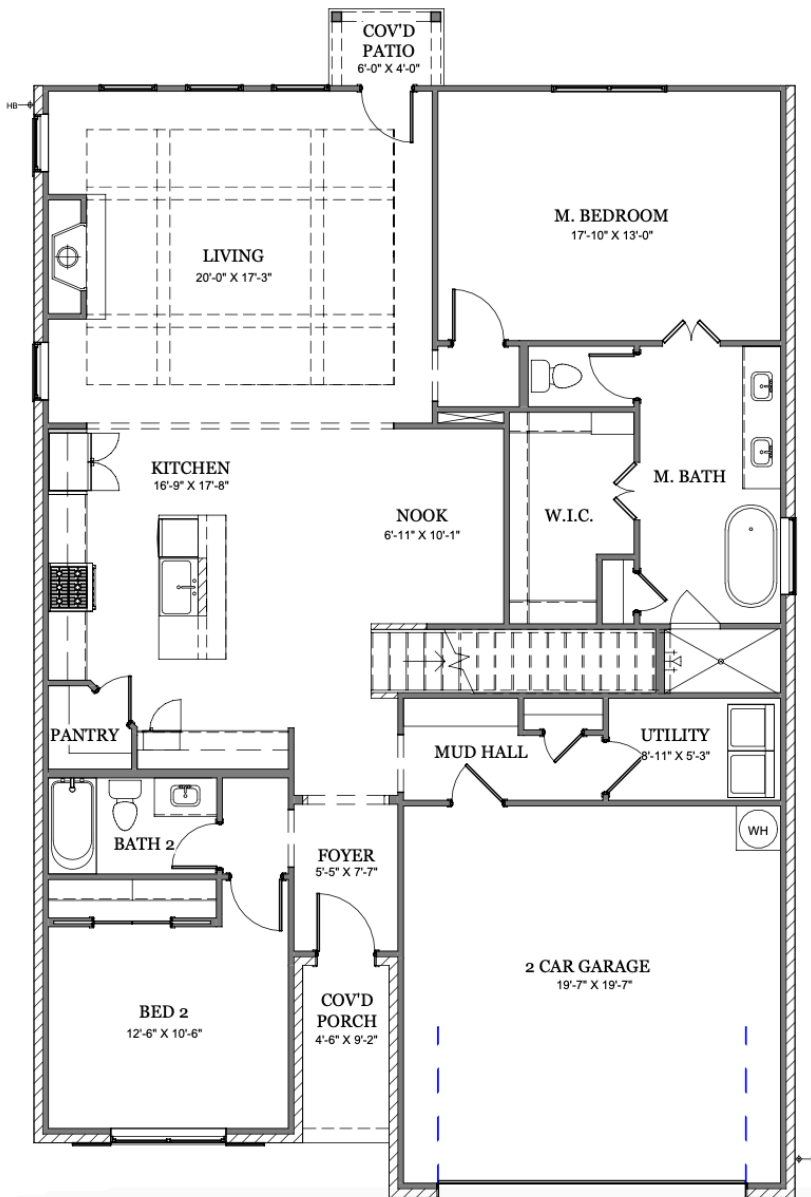 COV'D
PATIO
6'-0" X 4'-0"
HB
M. BEDROOM
17'-10" X 13'-0"
LIVING
20'-0" X 17'-3"
KITCHEN
16'-9" X 17'-8"
M. BATH
NOOK
6'-11" X 10'-1"
W.I.C.
PANTRY
UTILITY
8'-11" X 5'-3"
MUD HALL
WH
BATH 2
FOYER
5'-5" X 7'-7"
2 CAR GARAGE
19'-7" X 19'-7"
COV'D
PORCH
4'-6" X 9'-2"
BED 2
12'-6" X 10'-6"